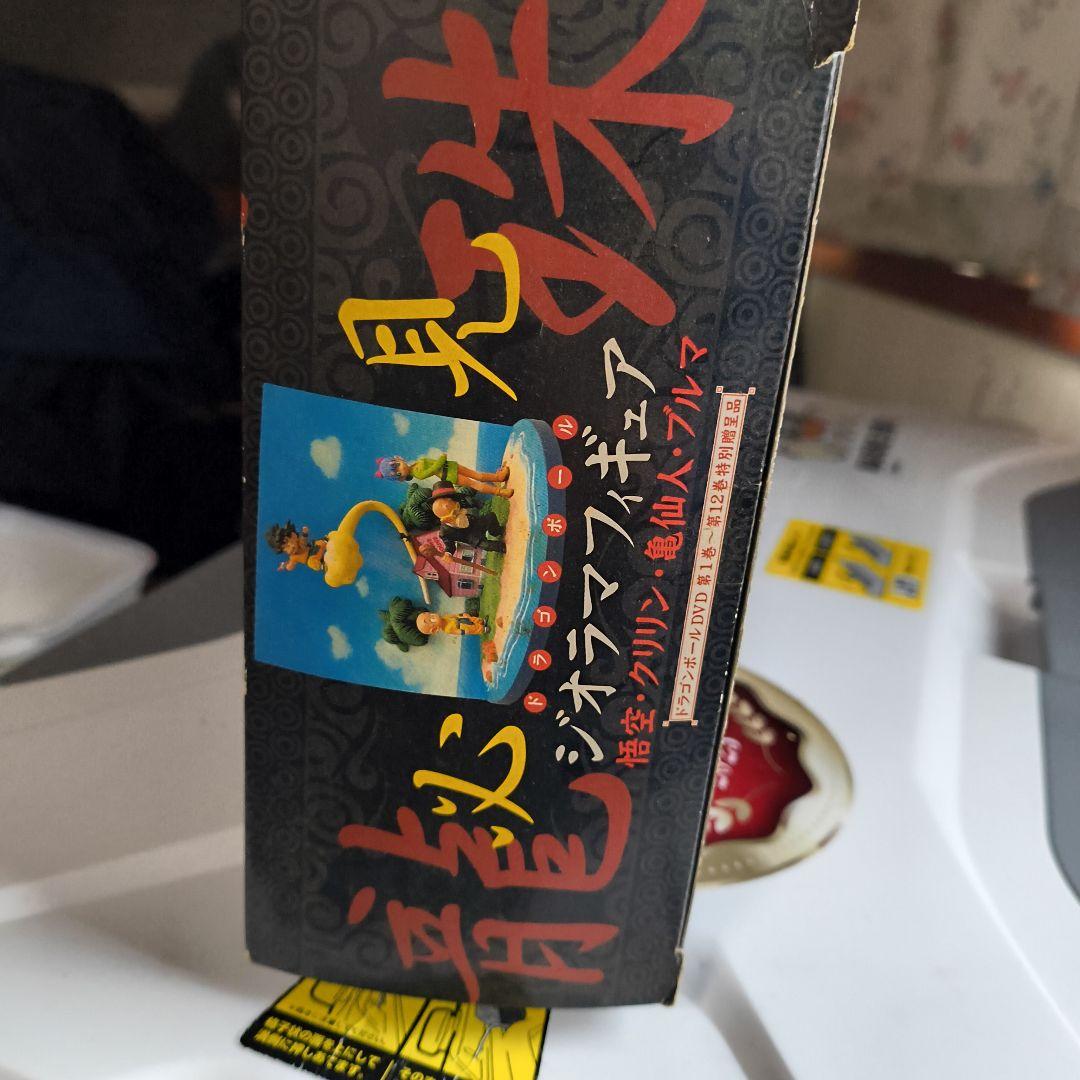 龍 珠
必 見
ドラゴンボール
ジオラマフィギュア
悟空・クリリン・亀仙人・ブルマ
ドラゴンボールDVD 第1巻〜第12巻特別贈呈品